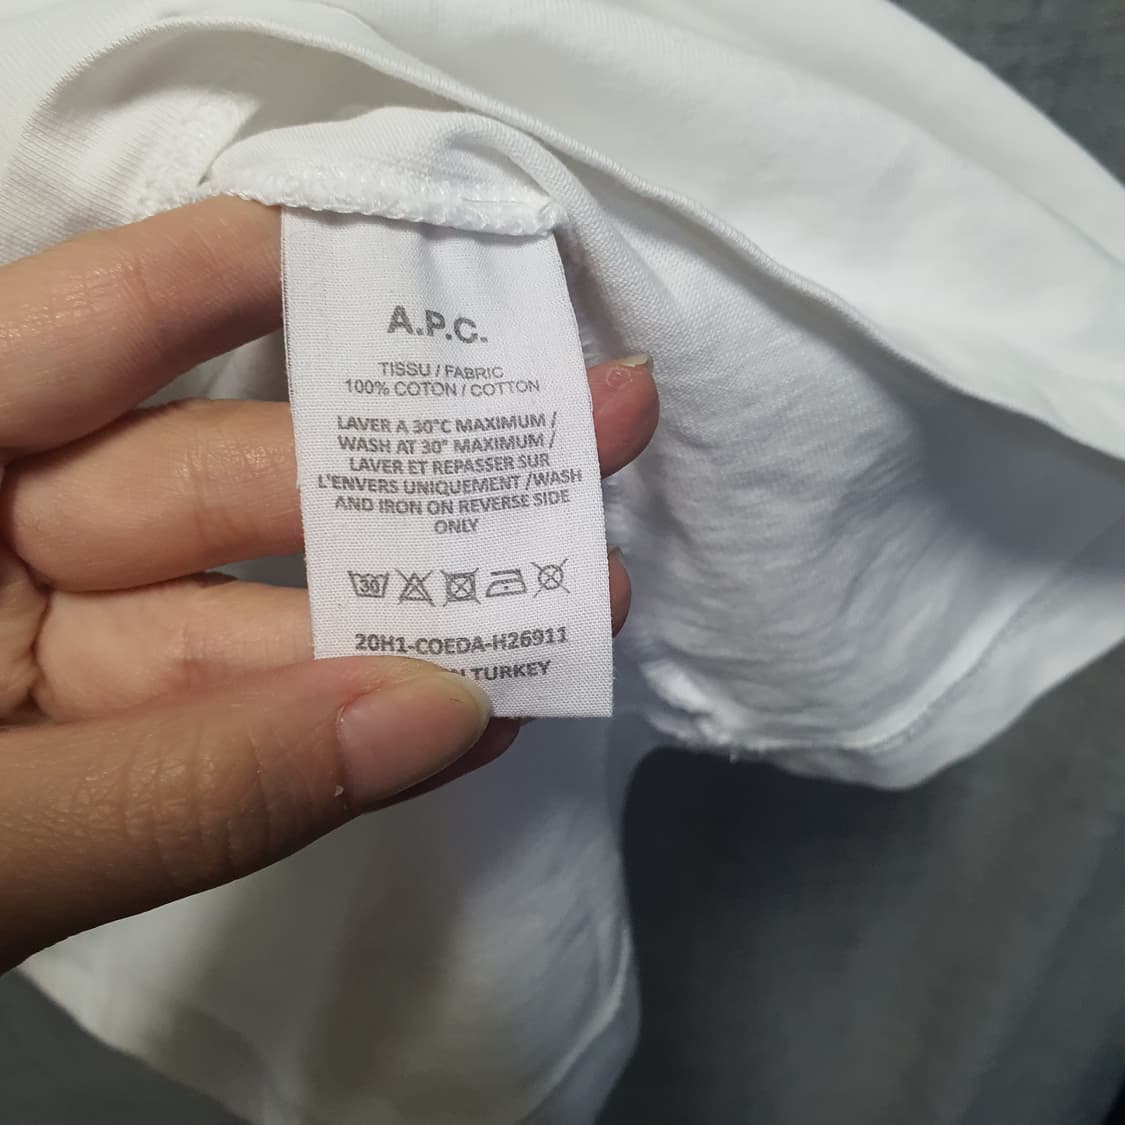 A.P.C.
TISSU / FABRIC
100% COTON / COTTON
LAVER A 30°C MAXIMUM /
WASH AT 30° MAXIMUM /
LAVER ET REPASSER SUR
L'ENVERS UNIQUEMENT /WASH
AND IRON ON REVERSE SIDE
ONLY
30
20H1-COEDA-H26911
TURKEY